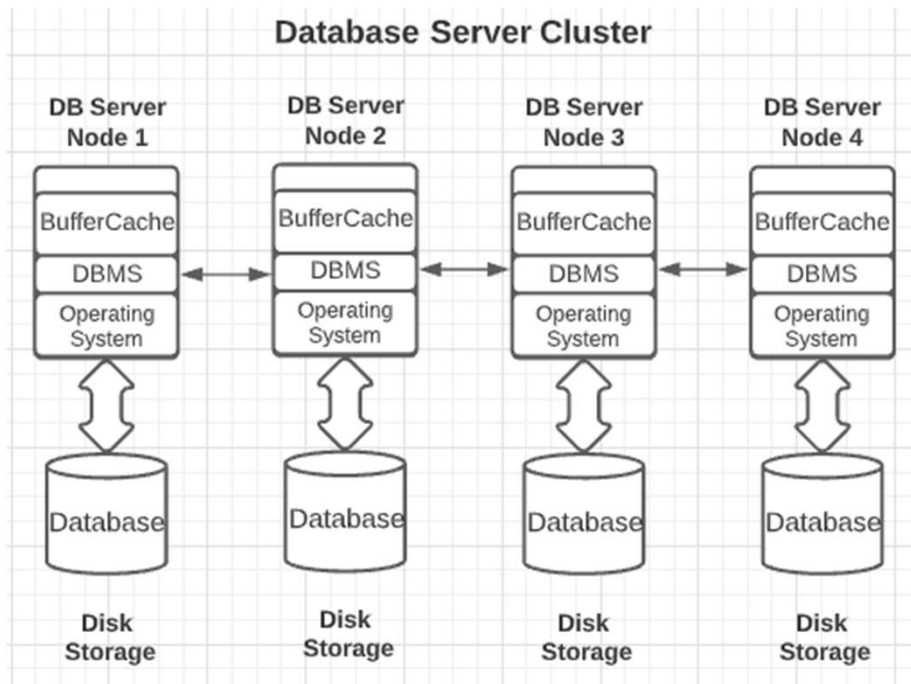 Database Server Cluster
DB Server
Node 1
DB Server
Node 2
DB Server
Node 3
DB Server
Node 4
BufferCache
BufferCache
BufferCache
BufferCache
DBMS
DBMS
DBMS
DBMS
Operating
System
Operating
System
Operating
System
Operating
System
Database
Database
Database
Database
Disk
Storage
Disk
Storage
Disk
Storage
Disk
Storage